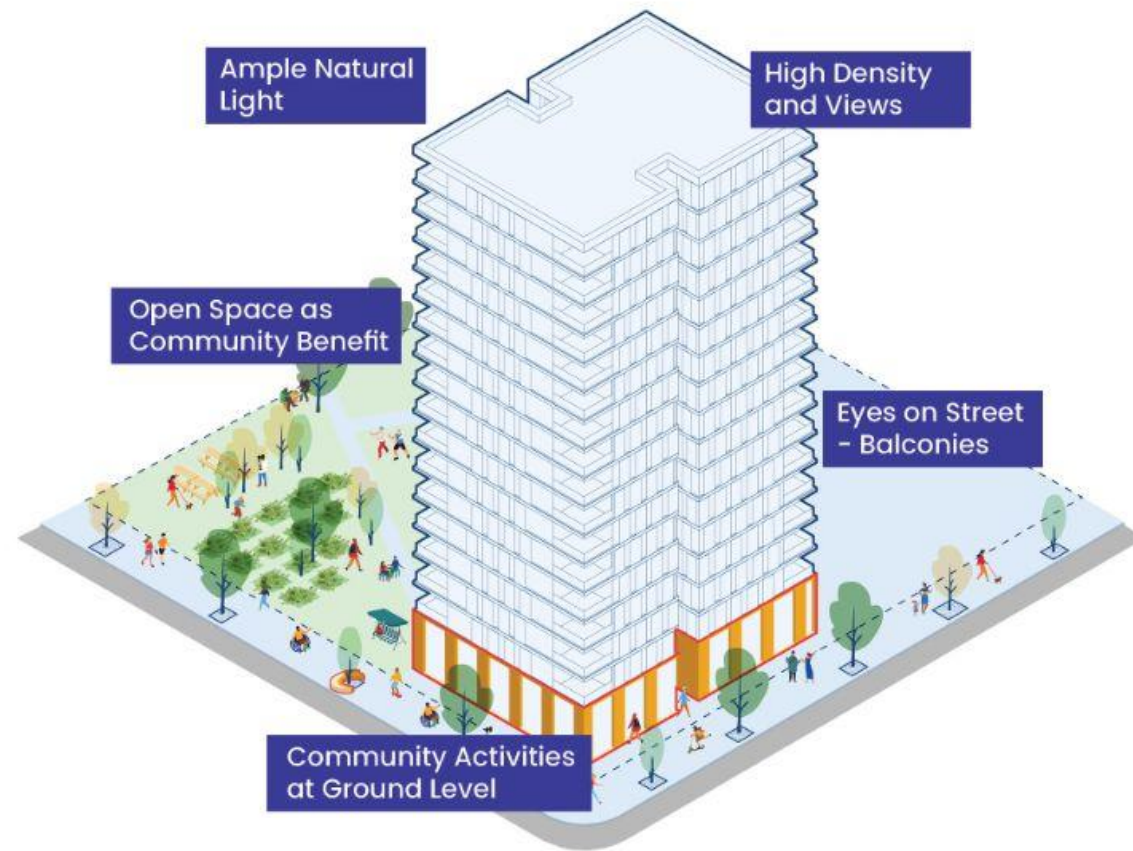 Ample Natural
Light
High Density
and Views
Open Space as
Community Benefit
Eyes on Street
- Balconies
Community Activities
at Ground Level